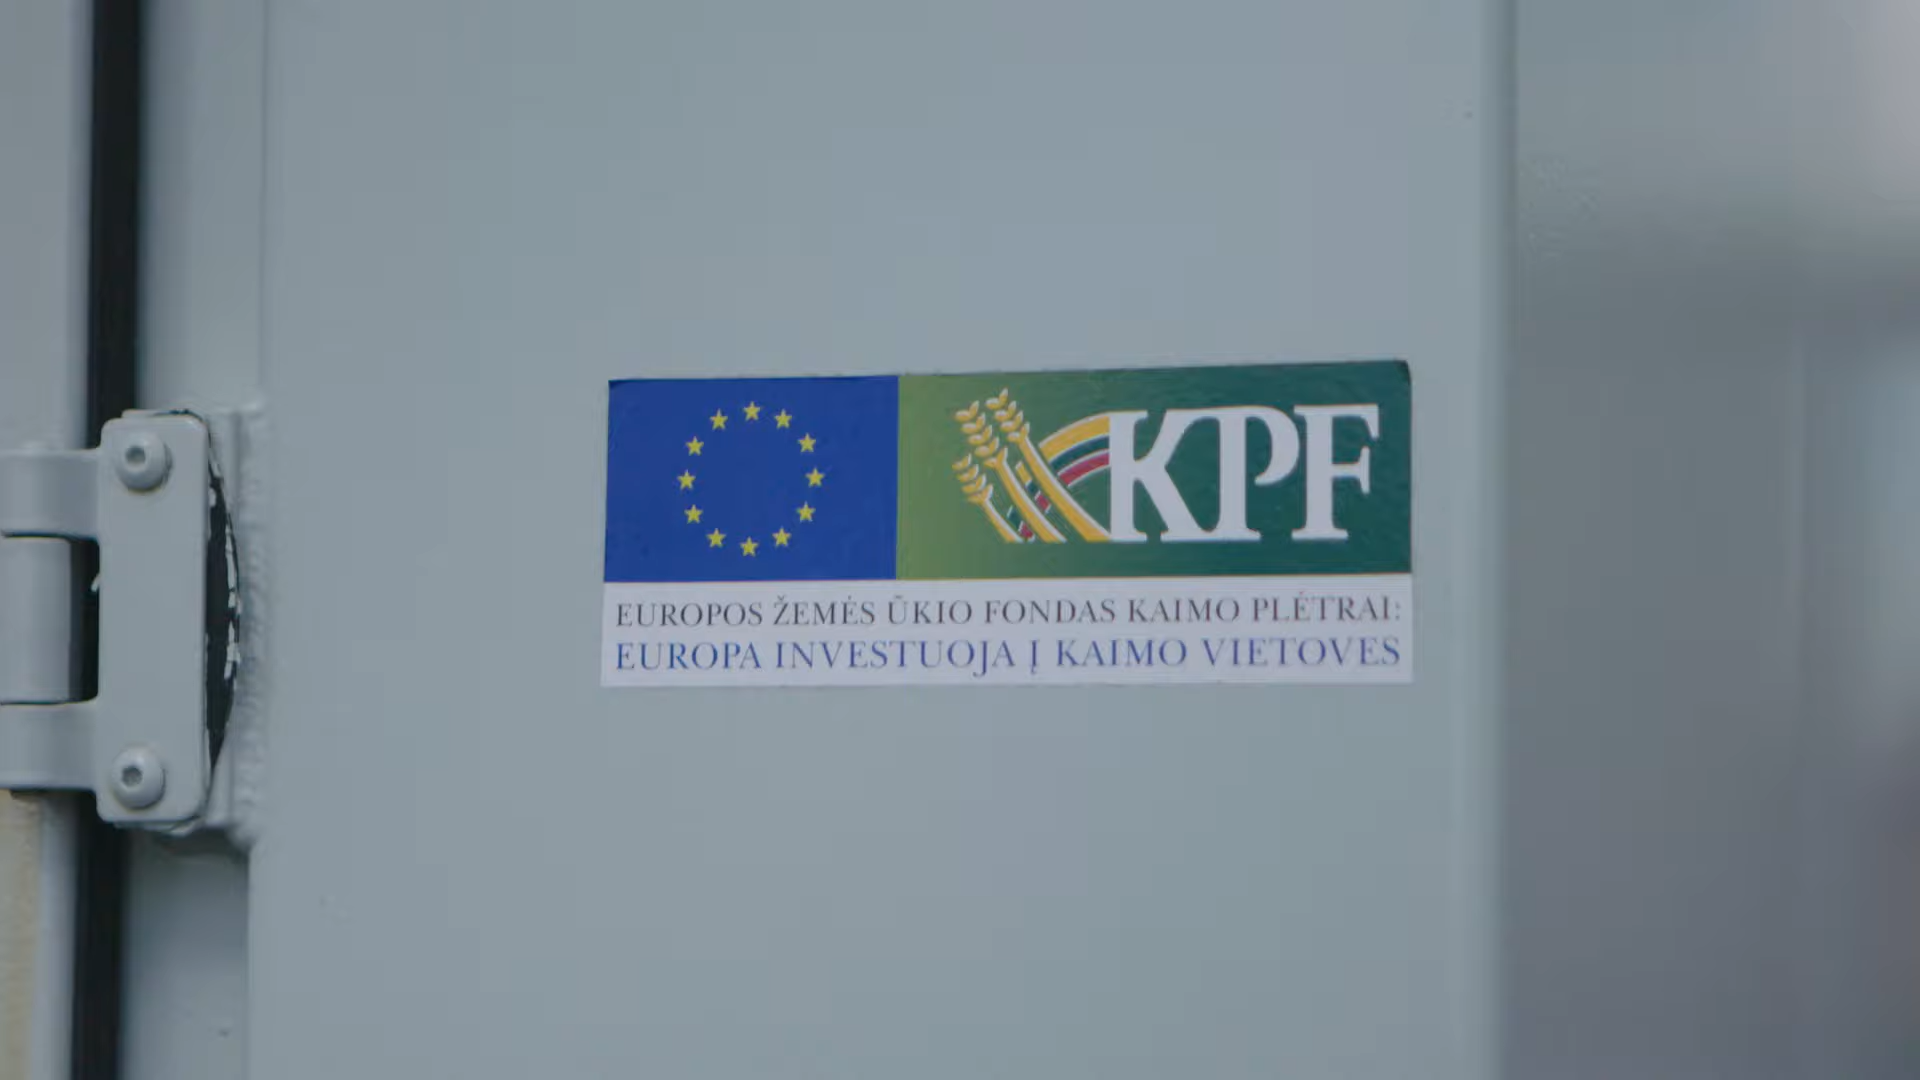 KPF
EUROPOS ŽEMĖS ŪKIO FONDAS KAIMO PLĖTRAI:
EUROPA INVESTUOJA Į KAIMO VIETOVES